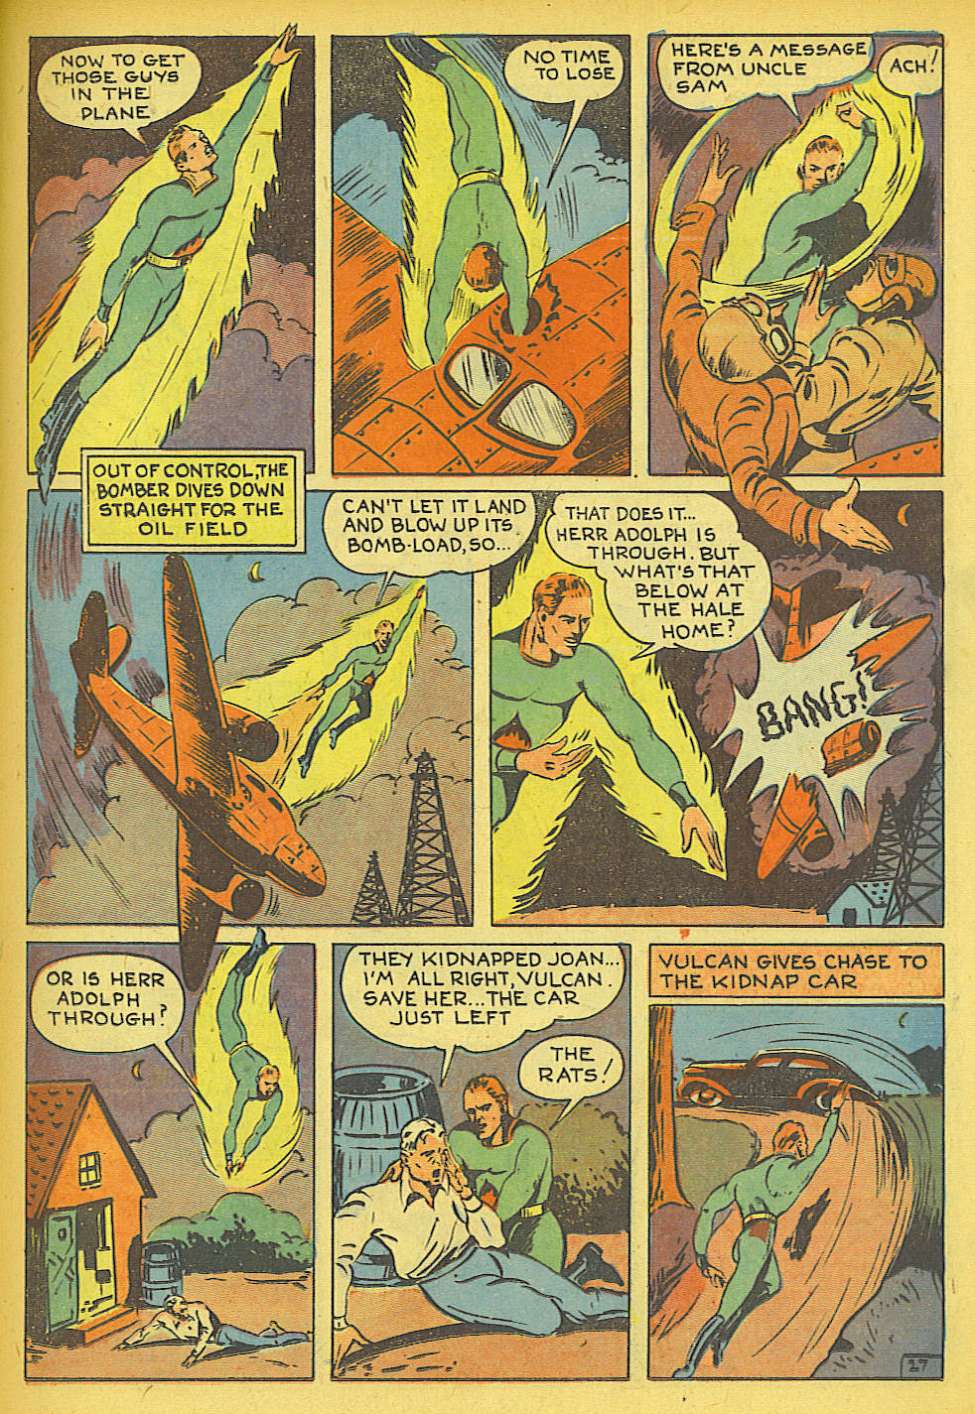 NOW TO GET
THOSE GUYS
IN THE
PLANE
NO TIME
TO LOSE
HERE'S A MESSAGE
FROM UNCLE
SAM
ACH!
OUT OF CONTROL, THE
BOMBER DIVES DOWN
STRAIGHT FOR THE
OIL FIELD
CAN'T LET IT LAND
AND BLOW UP ITS
BOMB-LOAD, SO...
THAT DOES IT...
HERR ADOLPH IS
THROUGH. BUT
WHAT'S THAT
BELOW AT
THE HALE
HOME?
BANG!
OR IS HERR
ADOLPH
THROUGH?
THEY KIDNAPPED JOAN...
I'M ALL RIGHT, VULCAN.
SAVE HER...THE CAR
JUST LEFT
THE
RATS!
VULCAN GIVES CHASE TO
THE KIDNAP CAR
27